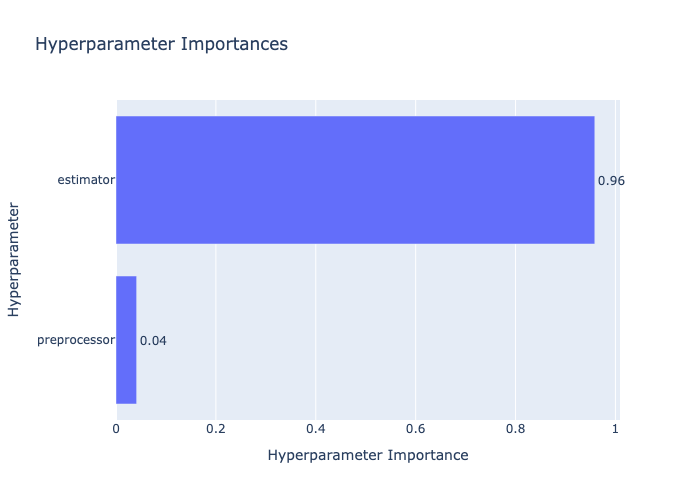 Hyperparameter Importances
Hyperparameter
estimator
0.96
preprocessor
0.04
0 0.2 0.4 0.6 0.8 1
Hyperparameter Importance